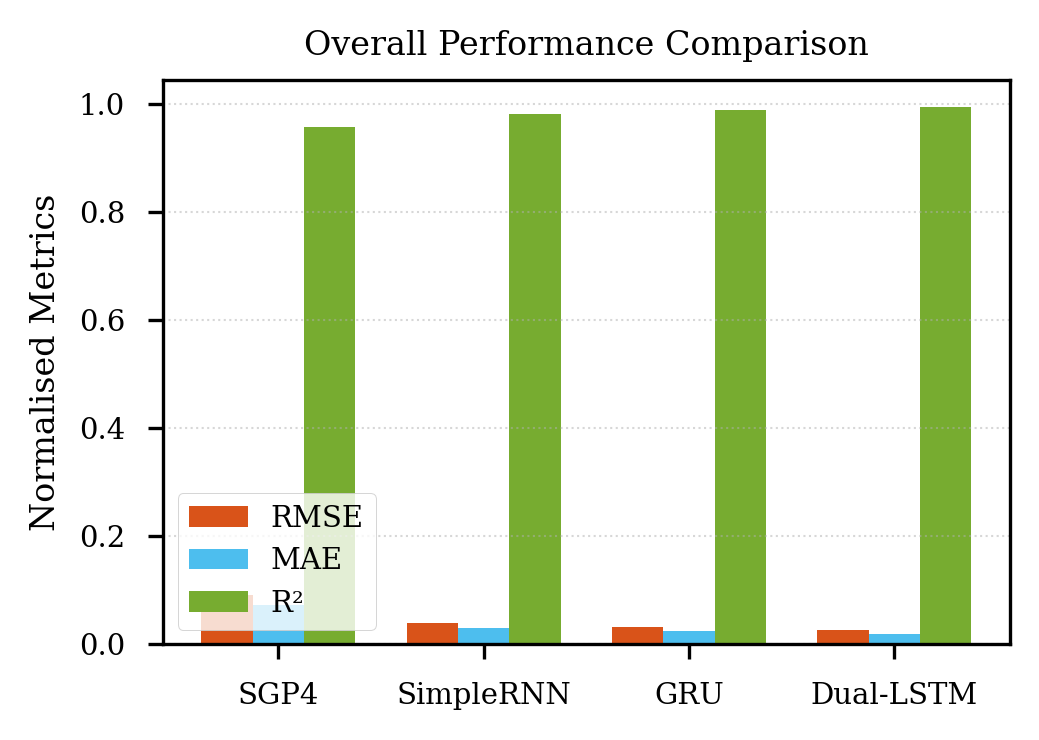 Overall Performance Comparison
Normalised Metrics
1.0
0.8
0.6
0.4
0.2
0.0
RMSE
MAE
R²
SGP4
SimpleRNN
GRU
Dual-LSTM